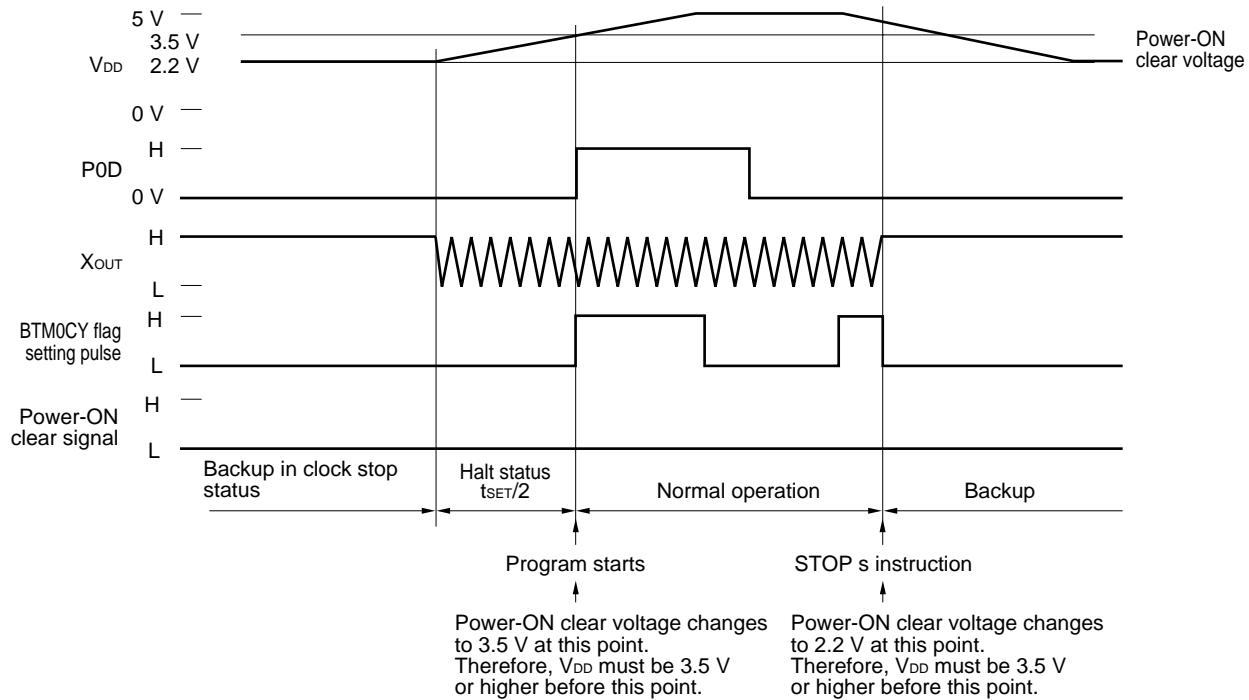 5 V
3.5 V
VDD 2.2 V
0 V
Power-ON
clear voltage
H
P0D
0 V
H
XOUT
L
H
BTM0CY flag
setting pulse
L
H
Power-ON
clear signal
L
Backup in clock stop
status
Halt status
tSET/2
Normal operation
Backup
Program starts
STOP s instruction
Power-ON clear voltage changes
to 3.5 V at this point.
Therefore, VDD must be 3.5 V
or higher before this point.
Power-ON clear voltage changes
to 2.2 V at this point.
Therefore, VDD must be 3.5 V
or higher before this point.